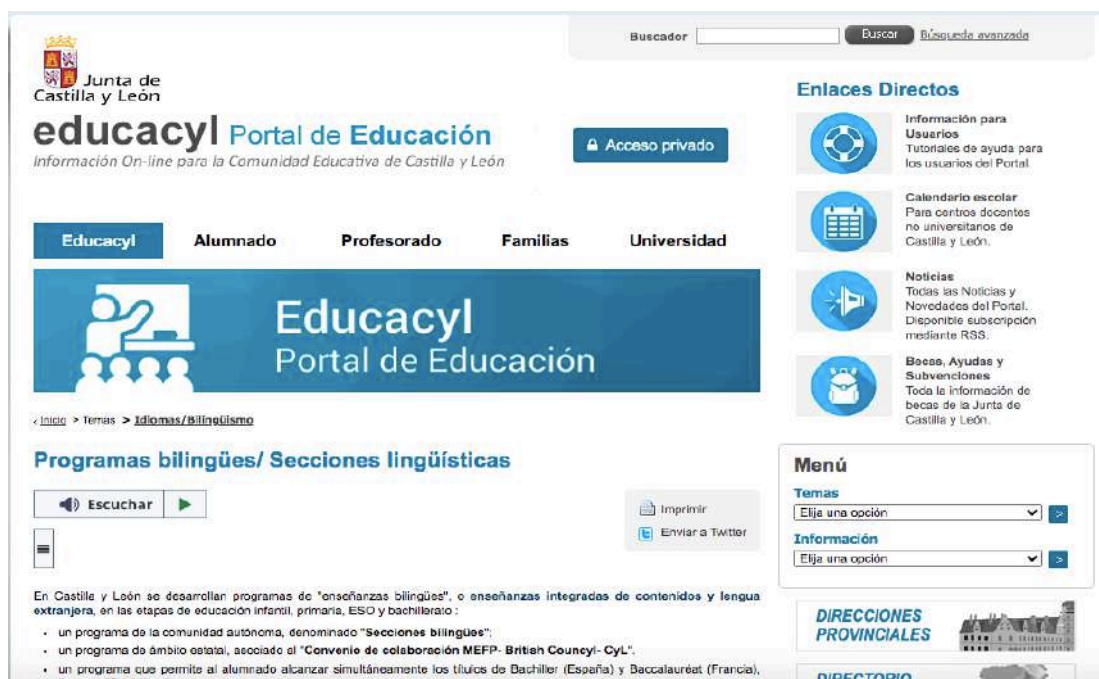 Buscador
Buscar
Búsqueda avanzada
Junta de
Castilla y León
educacyl Portal de Educación
Información On-line para la Comunidad Educativa de Castilla y León
Acceso privado
Educacyl
Alumnado
Profesorado
Familias
Universidad
Educacyl
Portal de Educación
< Inicio > Temas > Idiomas/Bilingüismo
Programas bilingües/ Secciones lingüísticas
Escuchar
Imprimir
Enviar a Twitter
En Castilla y León se desarrollan programas de "enseñanzas bilingües", o enseñanzas integradas de contenidos y lengua
extranjera, en las etapas de educación infantil, primaria, ESO y bachillerato :
un programa de la comunidad autónoma, denominado "Secciones bilingües";
un programa de ámbito estatal, asociado al "Convenio de colaboración MEFP- British Councyl- CyL".
un programa que permite al alumnado alcanzar simultáneamente los títulos de Bachiller (España) y Baccalauréat (Francia),
Enlaces Directos
Información para
Usuarios
Tutoriales de ayuda para
los usuarios del Portal.
Calendario escolar
Para centros docentes
no universitarios de
Castilla y León.
Noticias
Todas las Noticias y
Novedades del Portal.
Disponible subscripción
mediante RSS.
Becas, Ayudas y
Subvenciones
Toda la información de
becas de la Junta de
Castilla y León.
Menú
Temas
Elija una opción
>
Información
Elija una opción
>
DIRECCIONES
PROVINCIALES
DIRECTORIO